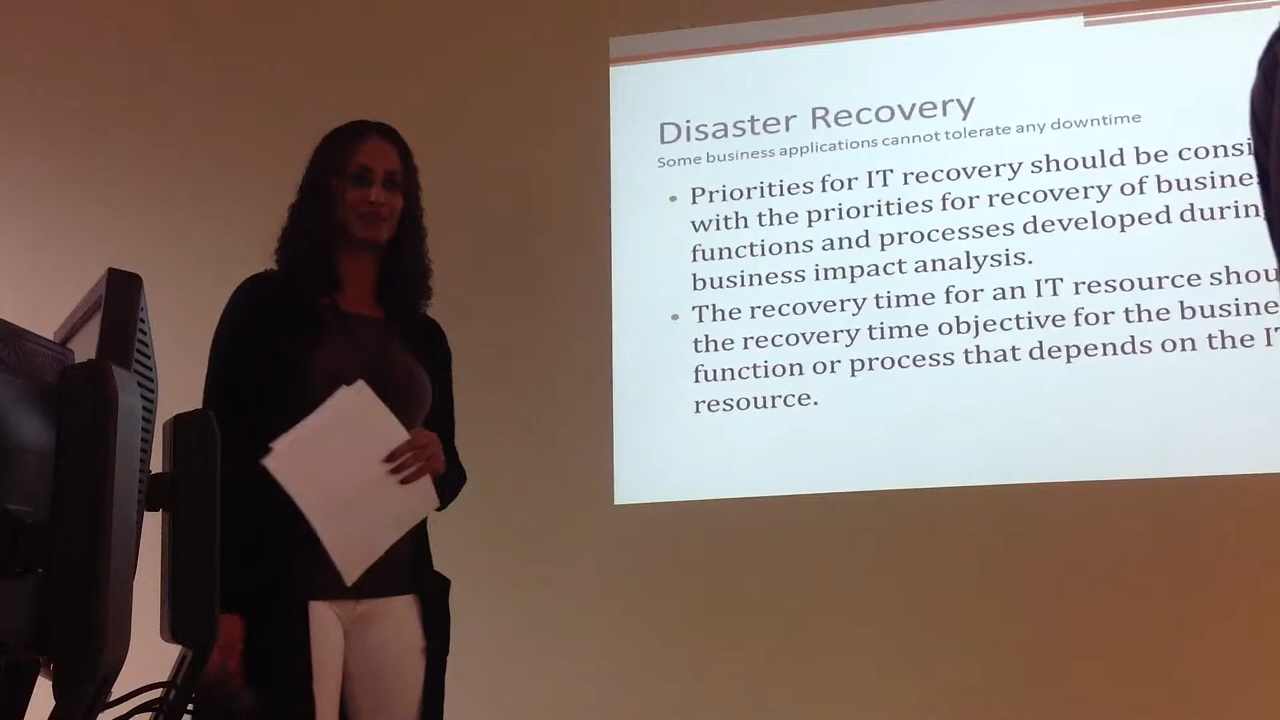 Disaster Recovery
Some business applications cannot tolerate any downtime
• Priorities for IT recovery should be consi
with the priorities for recovery of busine
functions and processes developed durin
business impact analysis.
• The recovery time for an IT resource shou
the recovery time objective for the busine
function or process that depends on the I
resource.